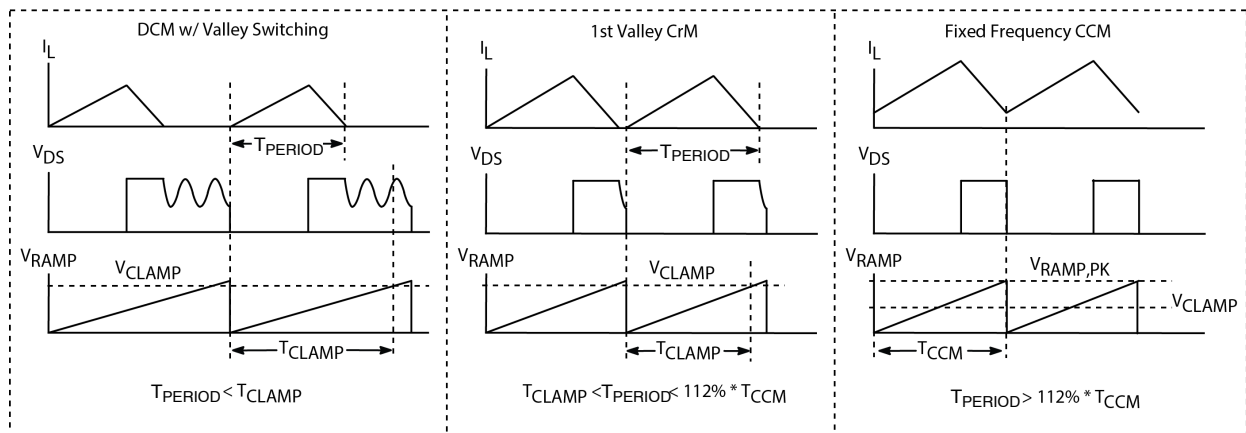 DCM w/ Valley Switching
I_L
T_PERIOD
V_DS
V_RAMP
V_CLAMP
T_CLAMP
T_PERIOD < T_CLAMP
1st Valley CrM
I_L
T_PERIOD
V_DS
V_RAMP
V_CLAMP
T_CLAMP
T_CLAMP < T_PERIOD < 112% * T_CCM
Fixed Frequency CCM
I_L
V_DS
V_RAMP
V_RAMP,PK
V_CLAMP
T_CCM
T_PERIOD > 112% * T_CCM